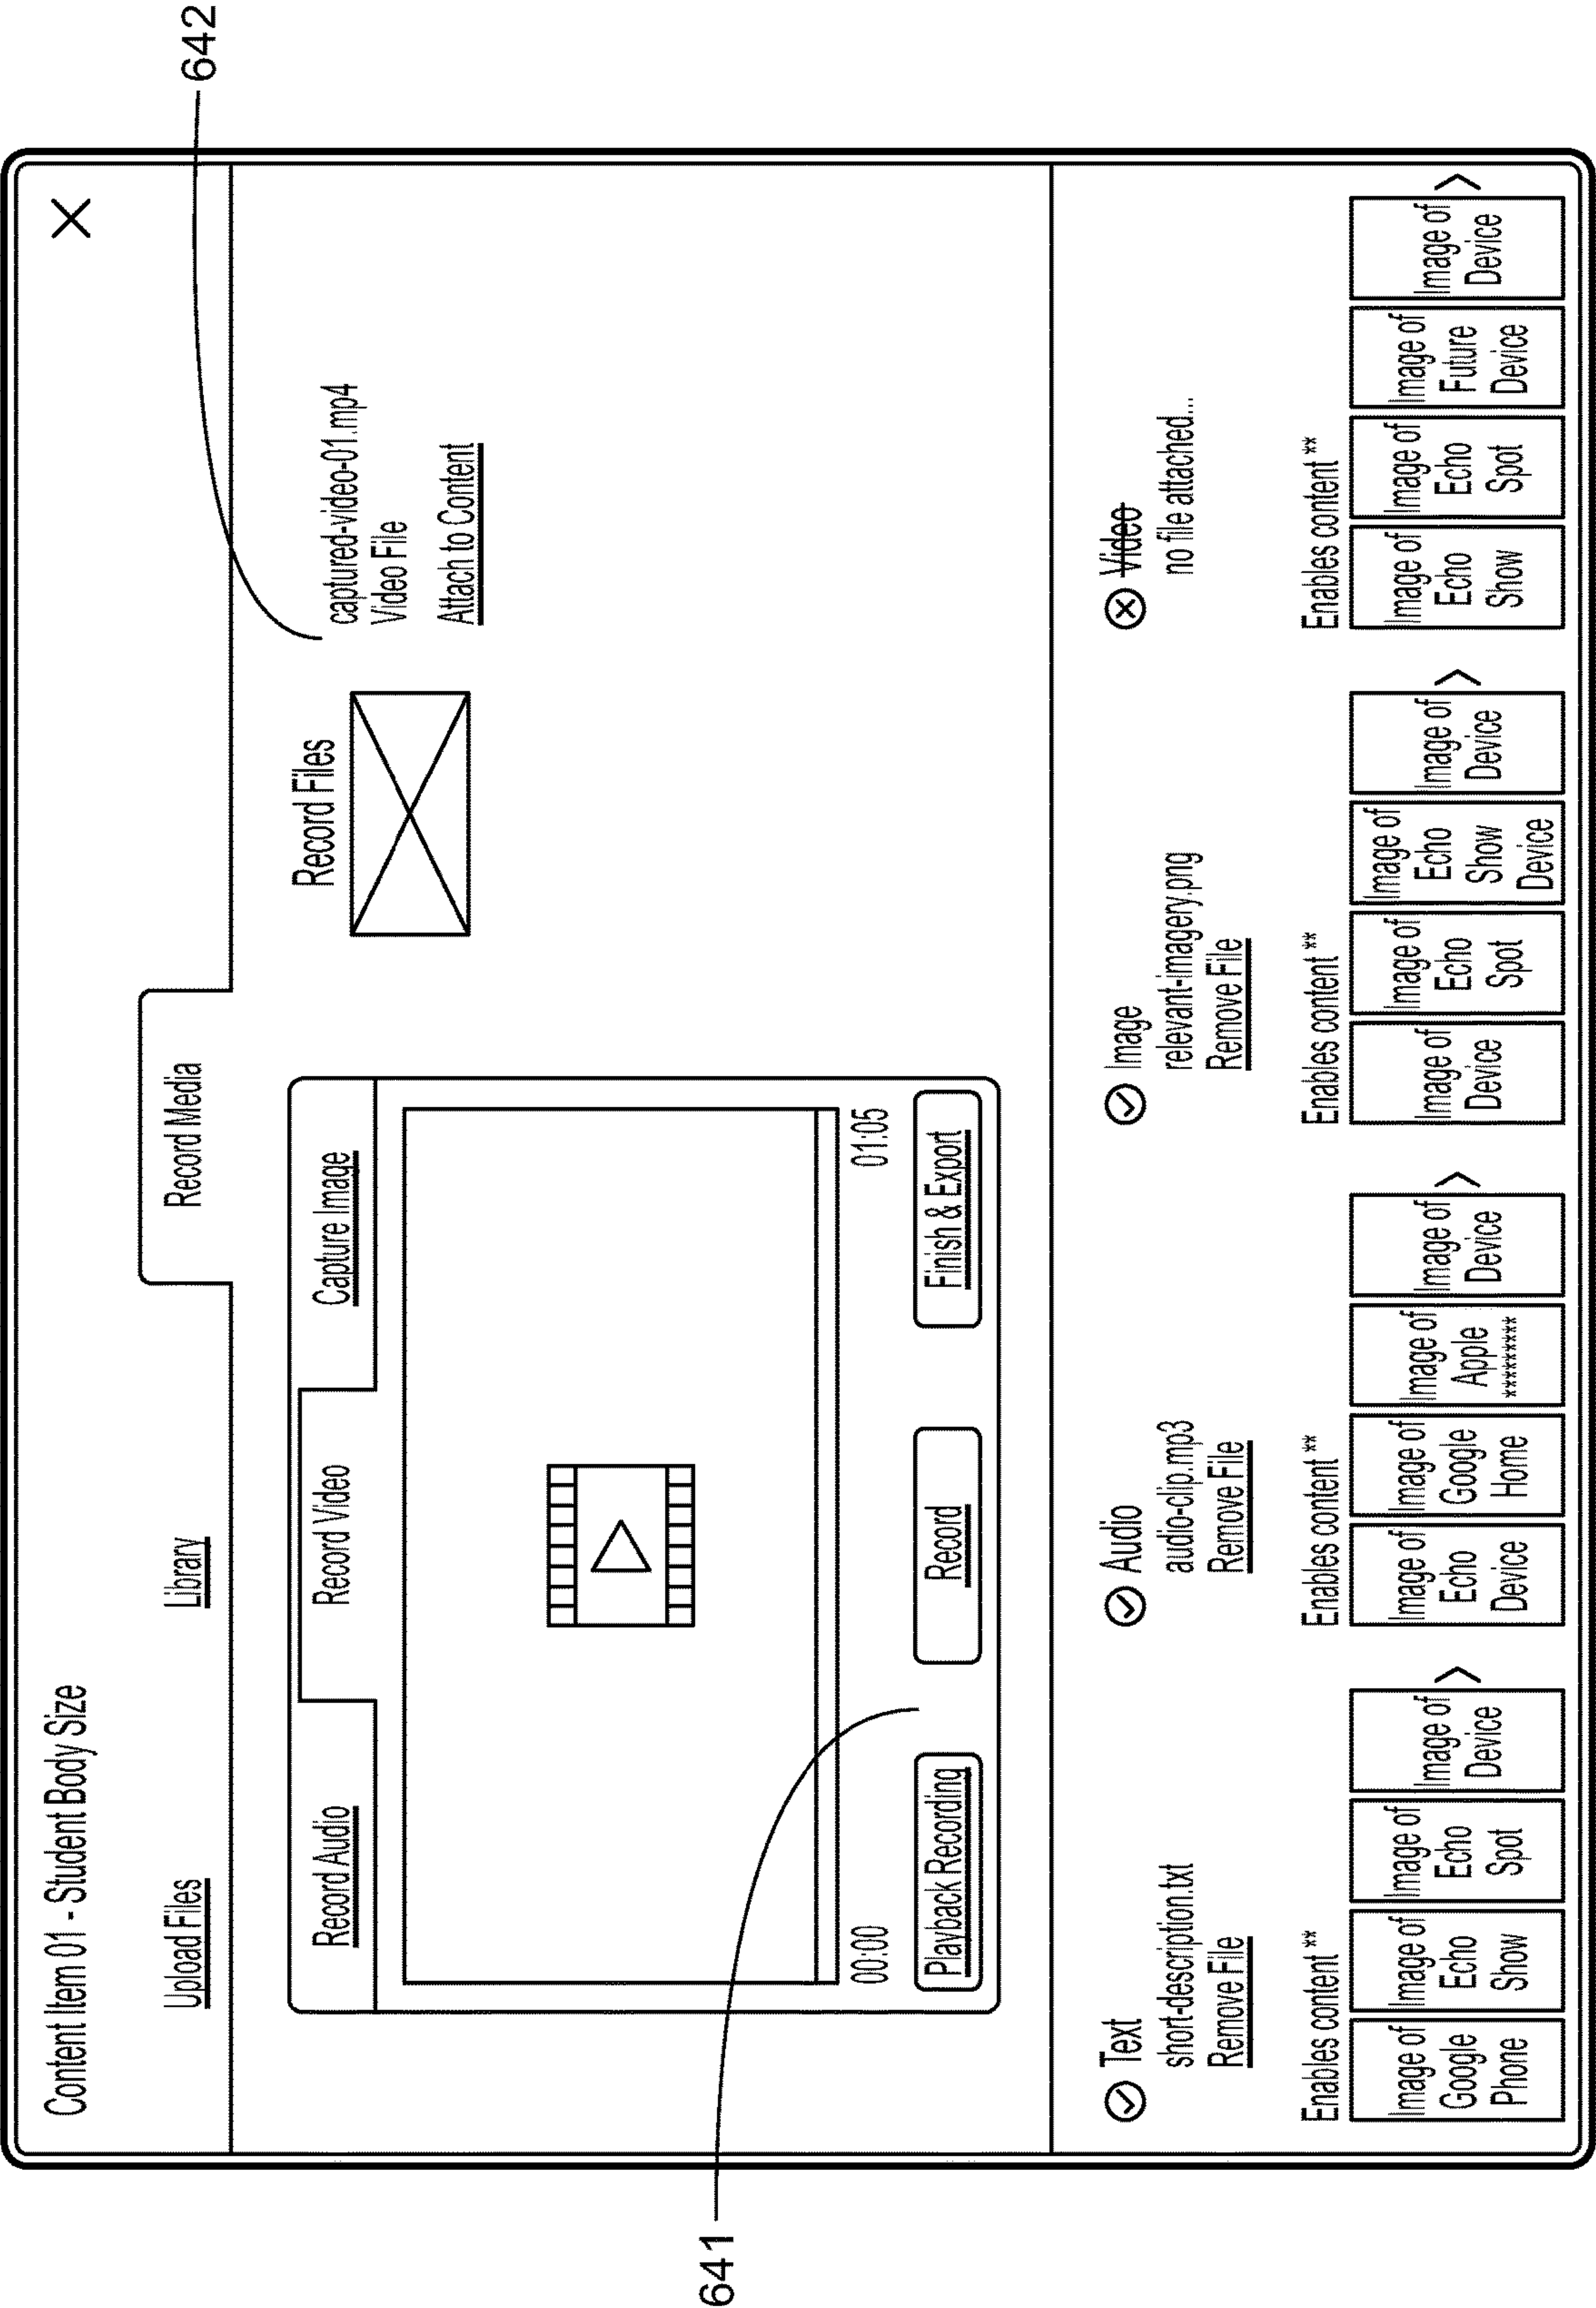 642
Content Item 01 - Student Body Size
Upload Files
Library
Record Media
Record Audio
Record Video
Capture Image
00:00
01:05
Playback Recording
Record
Finish & Export
641
Record Files
captured-video-01.mp4
Video File
Attach to Content
Text
short-description.txt
Remove File
Enables content **
Image of
Google
Phone
Image of
Echo
Show
Image of
Echo
Spot
Image of
Device
Audio
audio-clip.mp3
Remove File
Enables content **
Image of
Echo
Device
Image of
Google
Home
Image of
Apple
*********
Image of
Device
Image
relevant-imagery.png
Remove File
Enables content **
Image of
Device
Image of
Echo
Spot
Image of
Echo
Show
Device
Image of
Device
Video
no file attached...
Enables content **
Image of
Echo
Show
Image of
Echo
Spot
Image of
Future
Device
Image of
Device